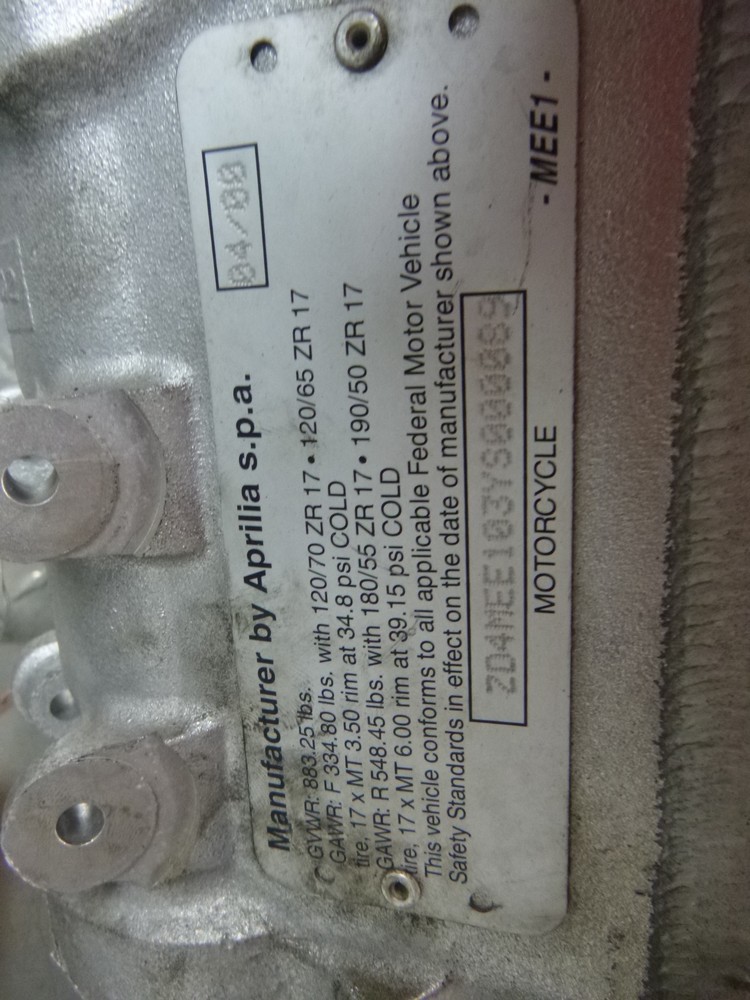 Manufacturer by Aprilia s.p.a.
04/00
GVWR: 883.25 lbs.
GAWR: F 334.80 lbs. with 120/70 ZR 17 • 120/65 ZR 17
tire, 17 x MT 3.50 rim at 34.8 psi COLD
GAWR: R 548.45 lbs. with 180/55 ZR 17 • 190/50 ZR 17
tire, 17 x MT 6.00 rim at 39.15 psi COLD
This vehicle conforms to all applicable Federal Motor Vehicle
Safety Standards in effect on the date of manufacturer shown above.
ZD4MEE103YS000089
MOTORCYCLE
- MEE1 -